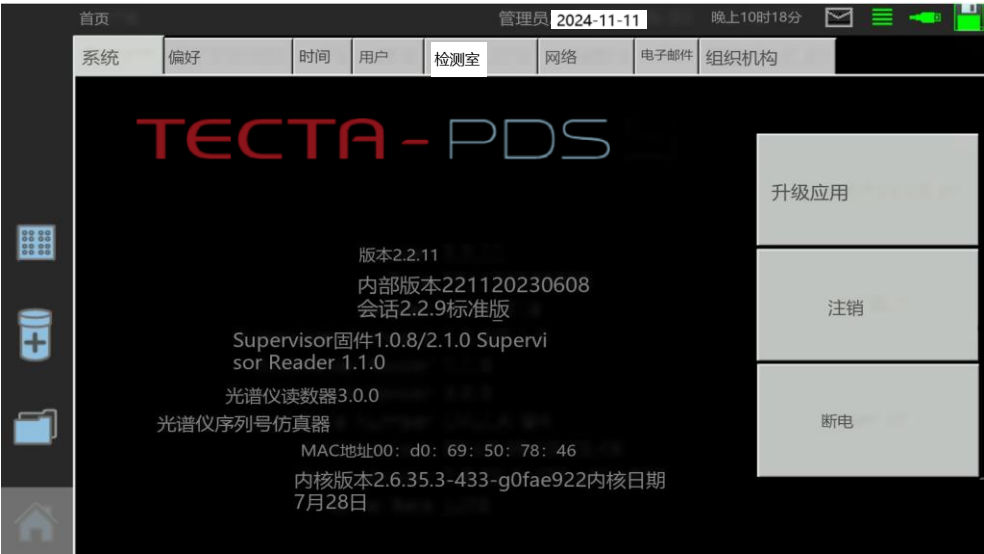 首页
管理员 2024-11-11 晚上10时18分
系统 偏好 时间 用户 检测室 网络 电子邮件 组织机构
TECTA-PDS
升级应用
版本2.2.11
内部版本221120230608
会话2.2.9标准版
注销
Supervisor固件1.0.8/2.1.0 Supervi
sor Reader 1.1.0
光谱仪读数器3.0.0
光谱仪序列号仿真器
断电
MAC地址00：d0：69：50：78：46
内核版本2.6.35.3-433-g0fae922内核日期
7月28日